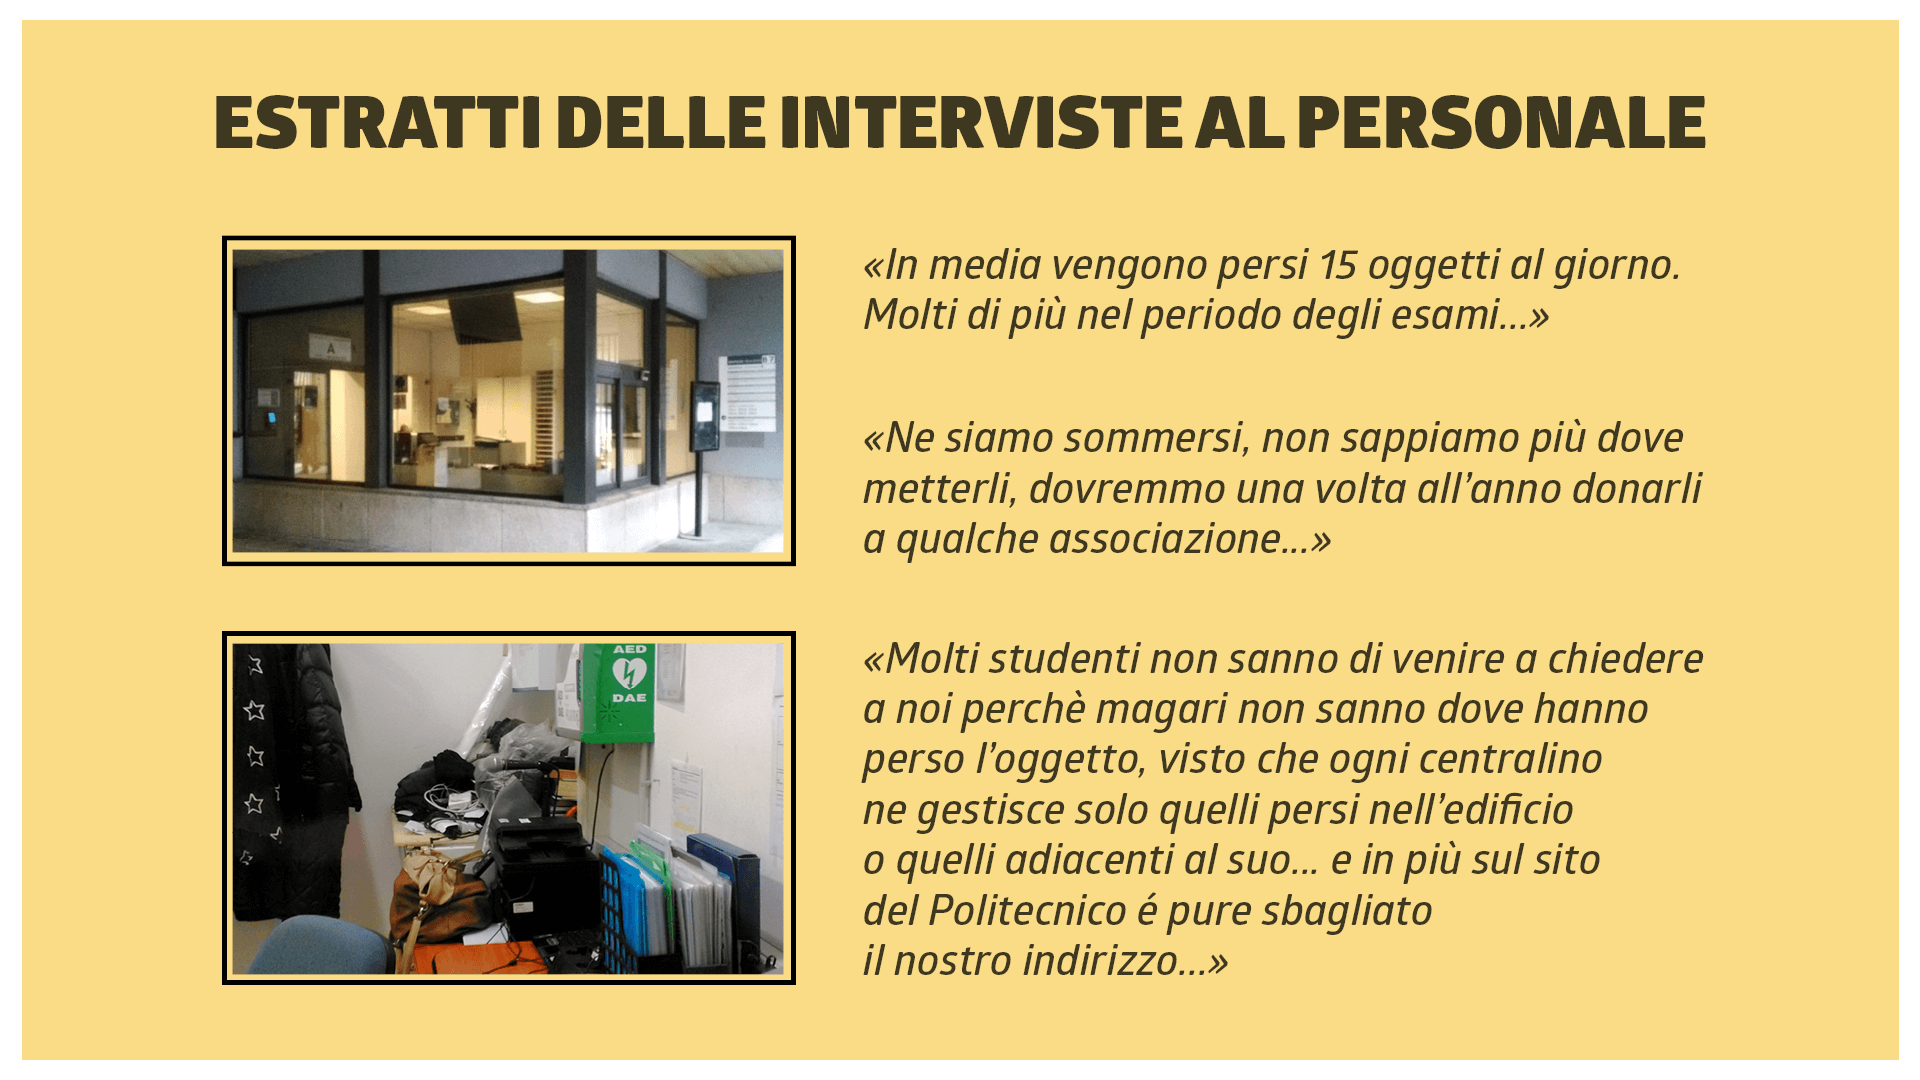 ESTRATTI DELLE INTERVISTE AL PERSONALE
A
«In media vengono persi 15 oggetti al giorno.
Molti di più nel periodo degli esami...»
«Ne siamo sommersi, non sappiamo più dove
metterli, dovremmo una volta all’anno donarli
a qualche associazione...»
AED
DAE
«Molti studenti non sanno di venire a chiedere
a noi perchè magari non sanno dove hanno
perso l’oggetto, visto che ogni centralino
ne gestisce solo quelli persi nell’edificio
o quelli adiacenti al suo... e in più sul sito
del Politecnico é pure sbagliato
il nostro indirizzo...»